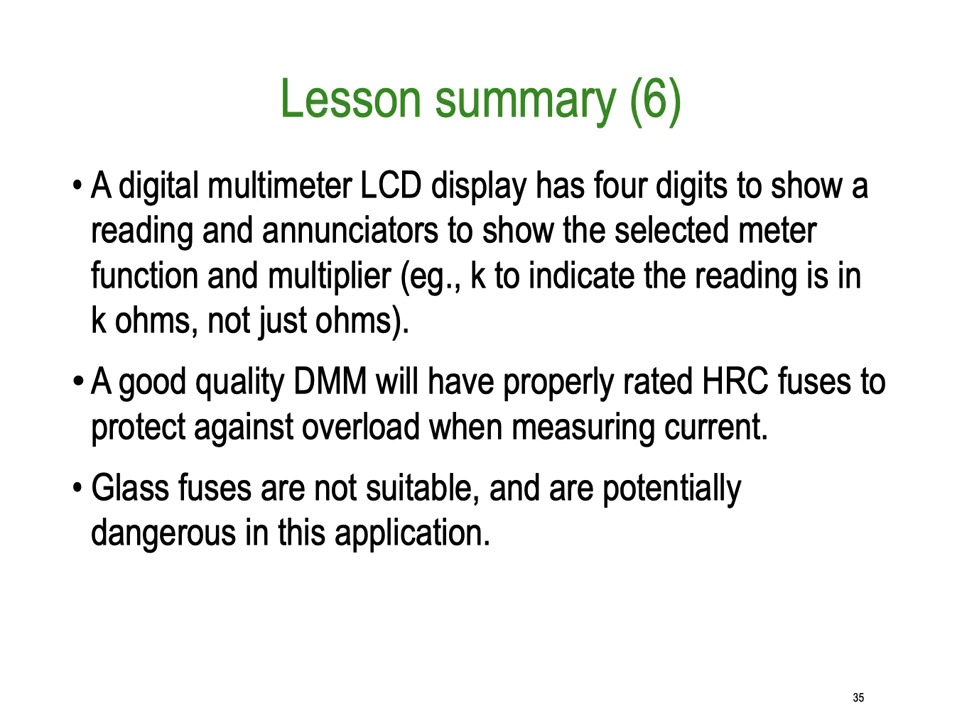 Lesson summary (6)
• A digital multimeter LCD display has four digits to show a
reading and annunciators to show the selected meter
function and multiplier (eg., k to indicate the reading is in
k ohms, not just ohms).
• A good quality DMM will have properly rated HRC fuses to
protect against overload when measuring current.
• Glass fuses are not suitable, and are potentially
dangerous in this application.
35